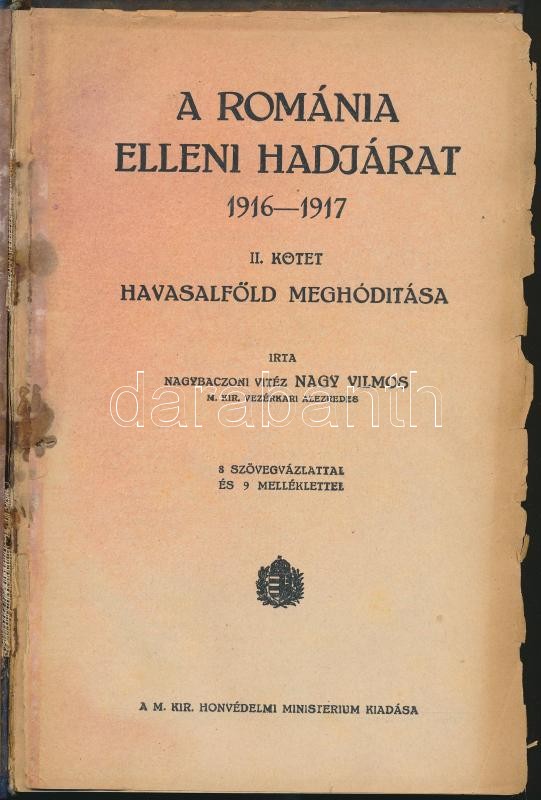 A ROMÁNIA
ELLENI HADJÁRAT
1916—1917
II. KÖTET
HAVASALFÖLD MEGHÓDITÁSA
IRTA
NAGYBACZONI VITÉZ NAGY VILMOS
M. KIR. VEZÉRKARI ALEZREDES
darabanth
8 SZÖVEGVÁZLATTAL
ÉS 9 MELLÉKLETTEL
A M. KIR. HONVÉDELMI MINISTERIUM KIADÁSA